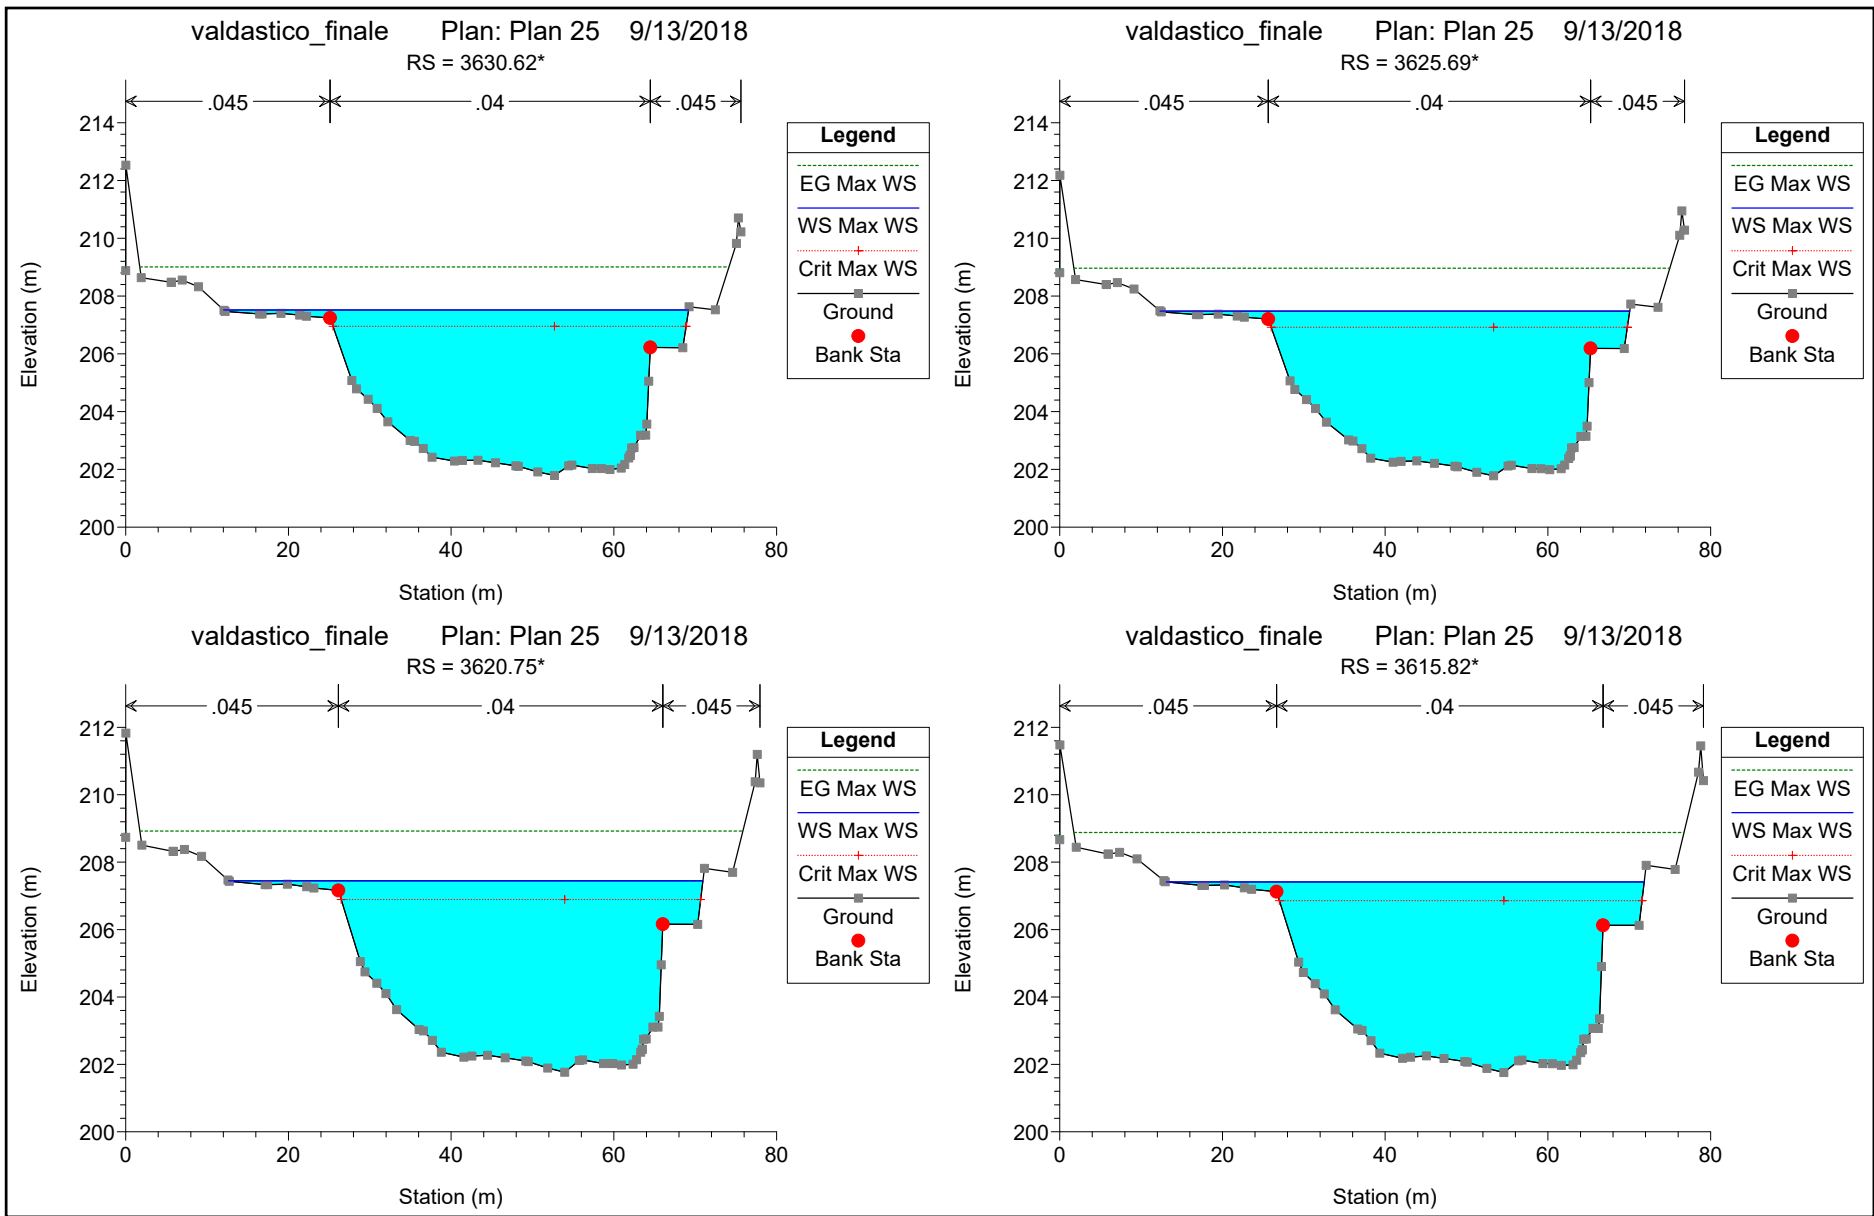 valdastico_finale Plan: Plan 25 9/13/2018
RS = 3630.62*
.045 .04 .045
214
212
210
208
206
204
202
200
0 20 40 60 80
Elevation (m)
Station (m)
Legend
EG Max WS
WS Max WS
Crit Max WS
Ground
Bank Sta
valdastico_finale Plan: Plan 25 9/13/2018
RS = 3625.69*
.045 .04 .045
214
212
210
208
206
204
202
200
0 20 40 60 80
Elevation (m)
Station (m)
Legend
EG Max WS
WS Max WS
Crit Max WS
Ground
Bank Sta
valdastico_finale Plan: Plan 25 9/13/2018
RS = 3620.75*
.045 .04 .045
212
210
208
206
204
202
200
0 20 40 60 80
Elevation (m)
Station (m)
Legend
EG Max WS
WS Max WS
Crit Max WS
Ground
Bank Sta
valdastico_finale Plan: Plan 25 9/13/2018
RS = 3615.82*
.045 .04 .045
212
210
208
206
204
202
200
0 20 40 60 80
Elevation (m)
Station (m)
Legend
EG Max WS
WS Max WS
Crit Max WS
Ground
Bank Sta